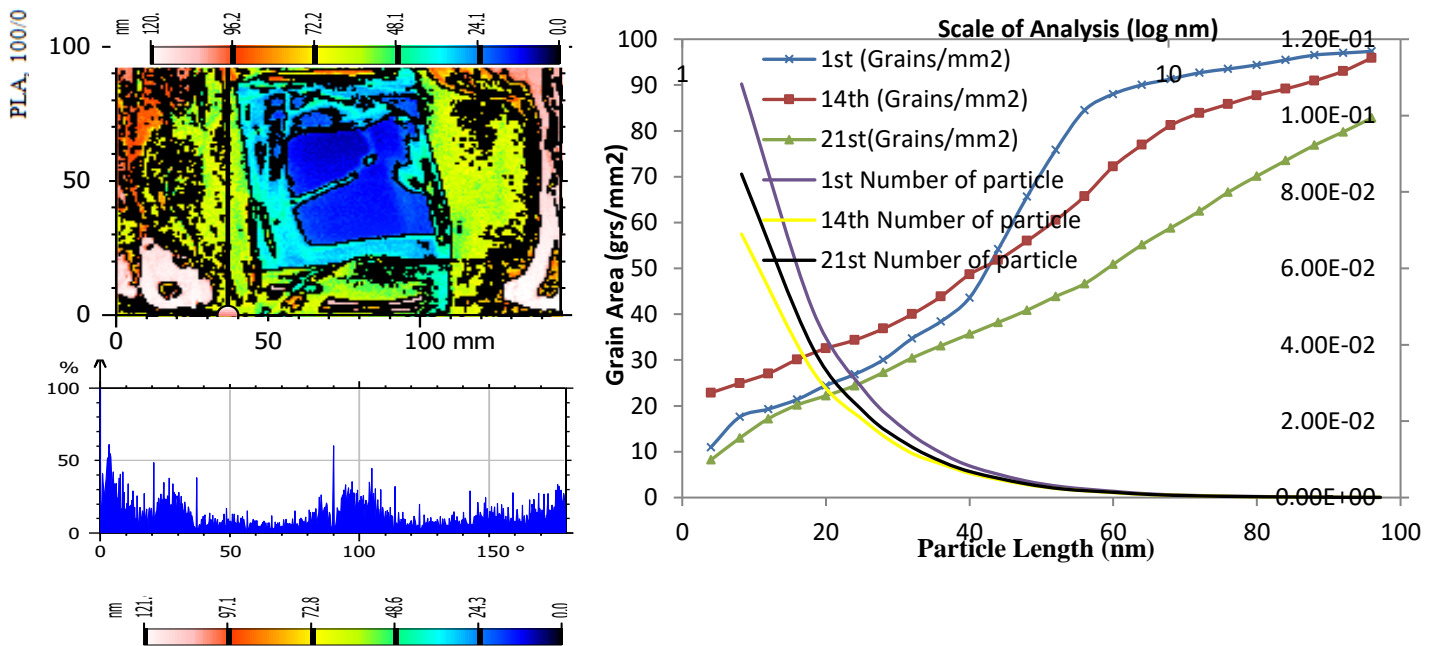 PLA, 100/0
nm 120. 96.2 72.2 48.1 24.1 0.0
100
50
0
0 50 100 mm
%
100
50
0
0 50 100 150 °
nm 121. 97.1 72.8 48.6 24.3 0.0
Scale of Analysis (log nm)
1 10
1st (Grains/mm2)
14th (Grains/mm2)
21st(Grains/mm2)
1st Number of particle
14th Number of particle
21st Number of particle
Grain Area (grs/mm2)
100
90
80
70
60
50
40
30
20
10
0
1.20E-01
1.00E-01
8.00E-02
6.00E-02
4.00E-02
2.00E-02
0.00E+00
0 20 40 60 80 100
Particle Length (nm)